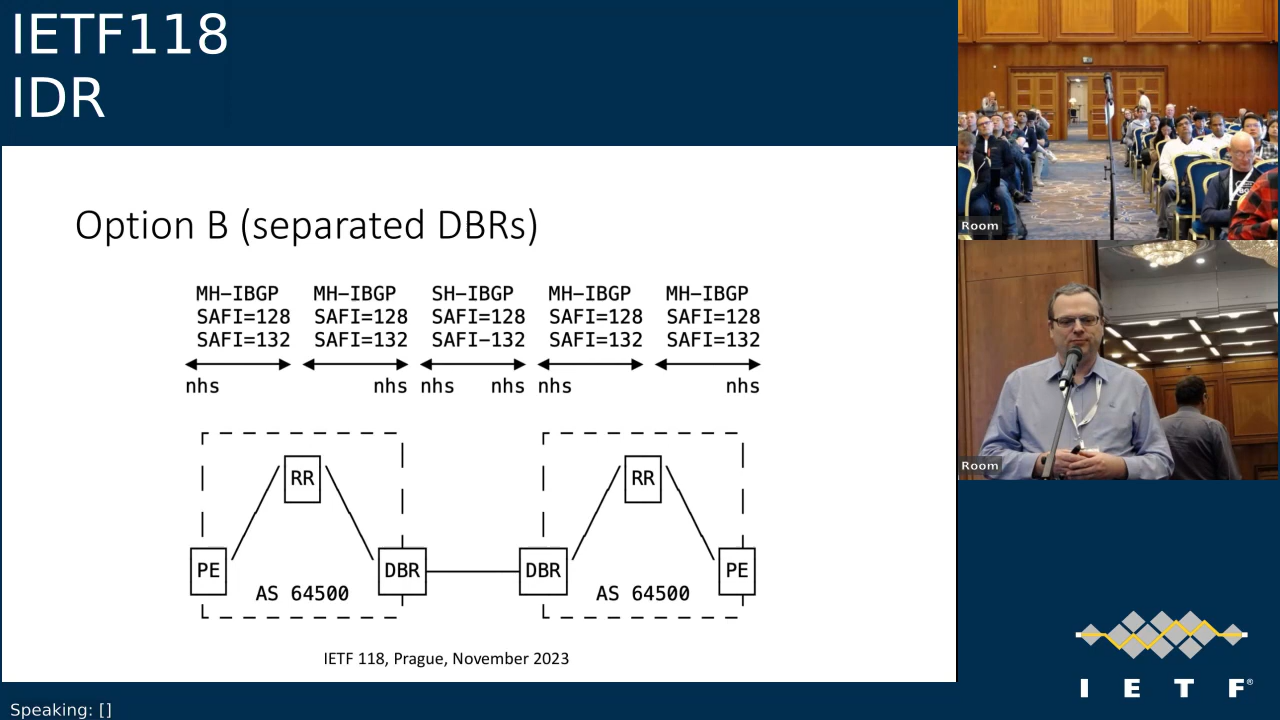 IETF118
IDR
Option B (separated DBRs)
MH-IBGP MH-IBGP SH-IBGP MH-IBGP MH-IBGP
SAFI=128 SAFI=128 SAFI=128 SAFI=128 SAFI=128
SAFI=132 SAFI=132 SAFI-132 SAFI=132 SAFI=132
nhs nhs nhs nhs nhs nhs
RR RR
PE DBR DBR PE
AS 64500 AS 64500
IETF 118, Prague, November 2023
Room
Room
I E T F®
Speaking: []